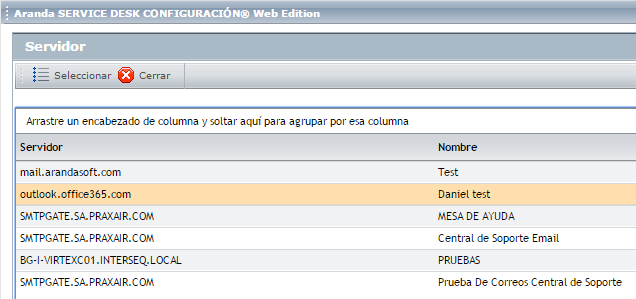 Aranda SERVICE DESK CONFIGURACIÓN® Web Edition
Servidor
Seleccionar Cerrar
Arrastre un encabezado de columna y soltar aquí para agrupar por esa columna
Servidor Nombre
mail.arandasoft.com Test
outlook.office365.com Daniel test
SMTPGATE.SA.PRAXAIR.COM MESA DE AYUDA
SMTPGATE.SA.PRAXAIR.COM Central de Soporte Email
BG-I-VIRTEXC01.INTERSEQ.LOCAL PRUEBAS
SMTPGATE.SA.PRAXAIR.COM Prueba De Correos Central de Soporte